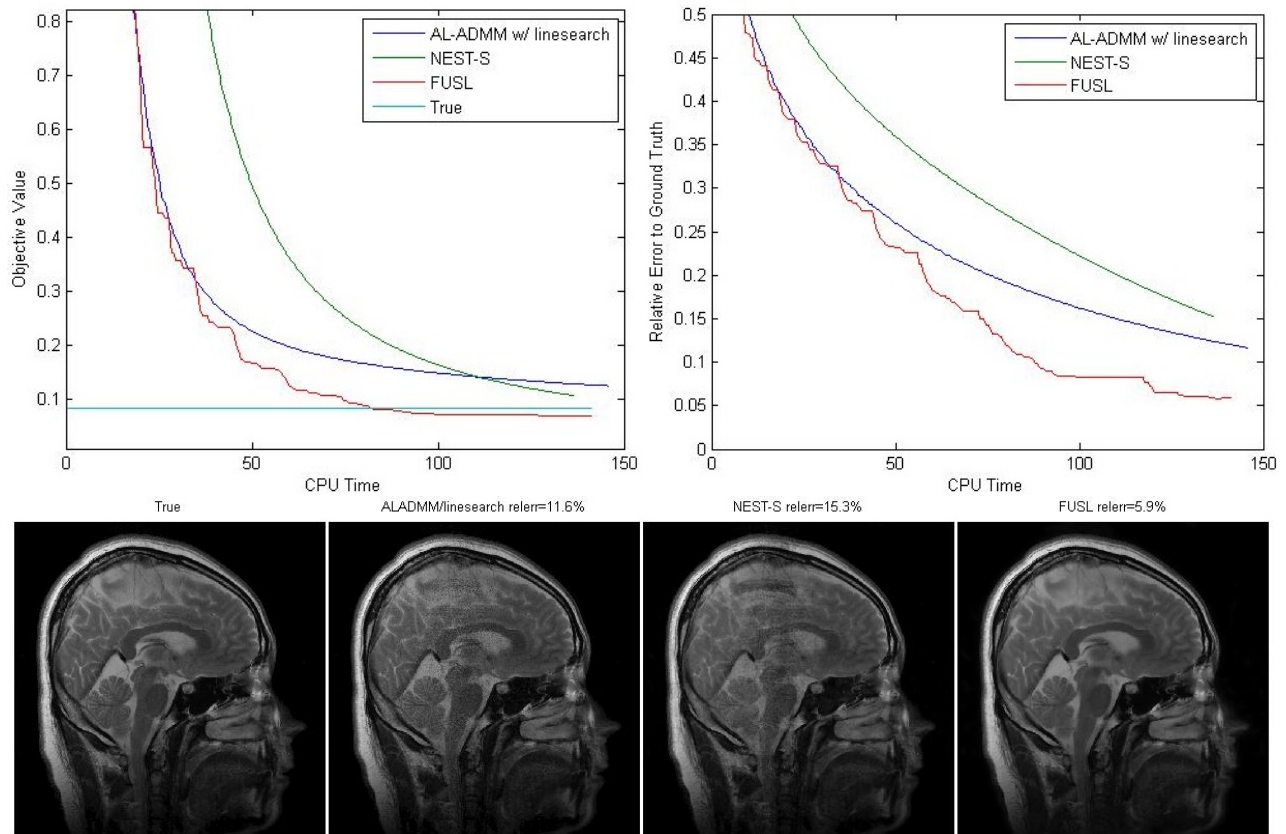 0.8
0.7
0.6
0.5
0.4
0.3
0.2
0.1
Objective Value
AL-ADMM w/ linesearch
NEST-S
FUSL
True
0 50 100 150
CPU Time
0.5
0.45
0.4
0.35
0.3
0.25
0.2
0.15
0.1
0.05
0
Relative Error to Ground Truth
AL-ADMM w/ linesearch
NEST-S
FUSL
0 50 100 150
CPU Time
True
ALADMM/linesearch relerr=11.6%
NEST-S relerr=15.3%
FUSL relerr=5.9%